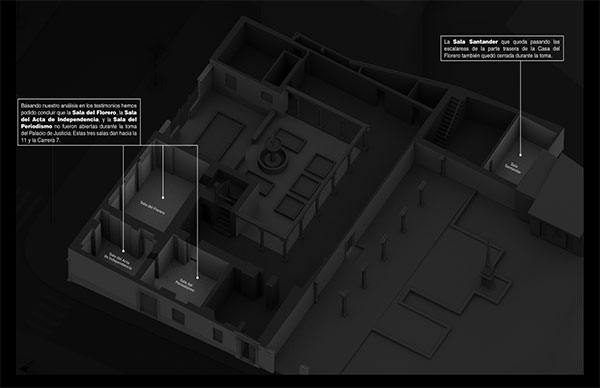 La Sala Santander que queda pasando las
escalareas de la parte trasera de la Casa del
Florero también quedó cerrada durante la toma.
Basando nuestro análisis en los testimonios hemos
podido concluir que la Sala del Florero, la Sala
del Acta de Independencia, y la Sala del
Periodismo no fueron abiertas durante la toma
del Palacio de Justicia. Estas tres salas dan hacia la
11 y la Carrera 7.
Sala
Santander
Sala del Florero
Sala del Acta
de Independencia
Sala del
Periodismo